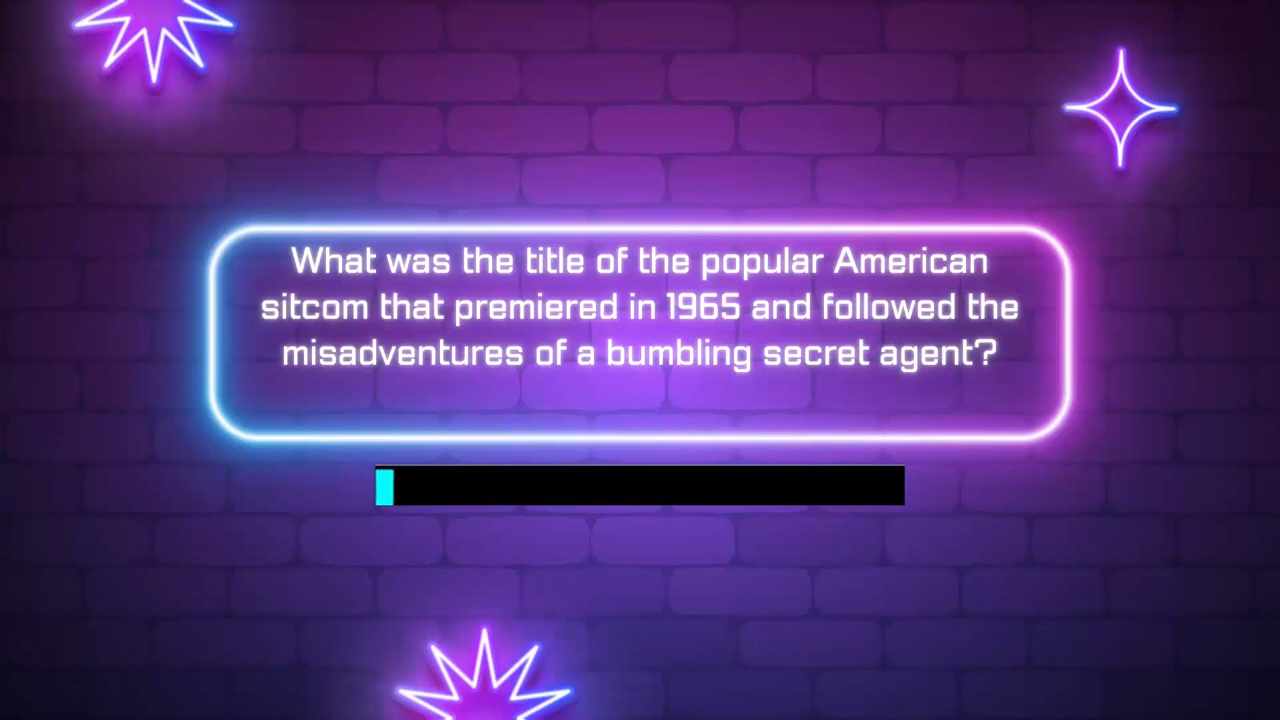 What was the title of the popular American
sitcom that premiered in 1965 and followed the
misadventures of a bumbling secret agent?